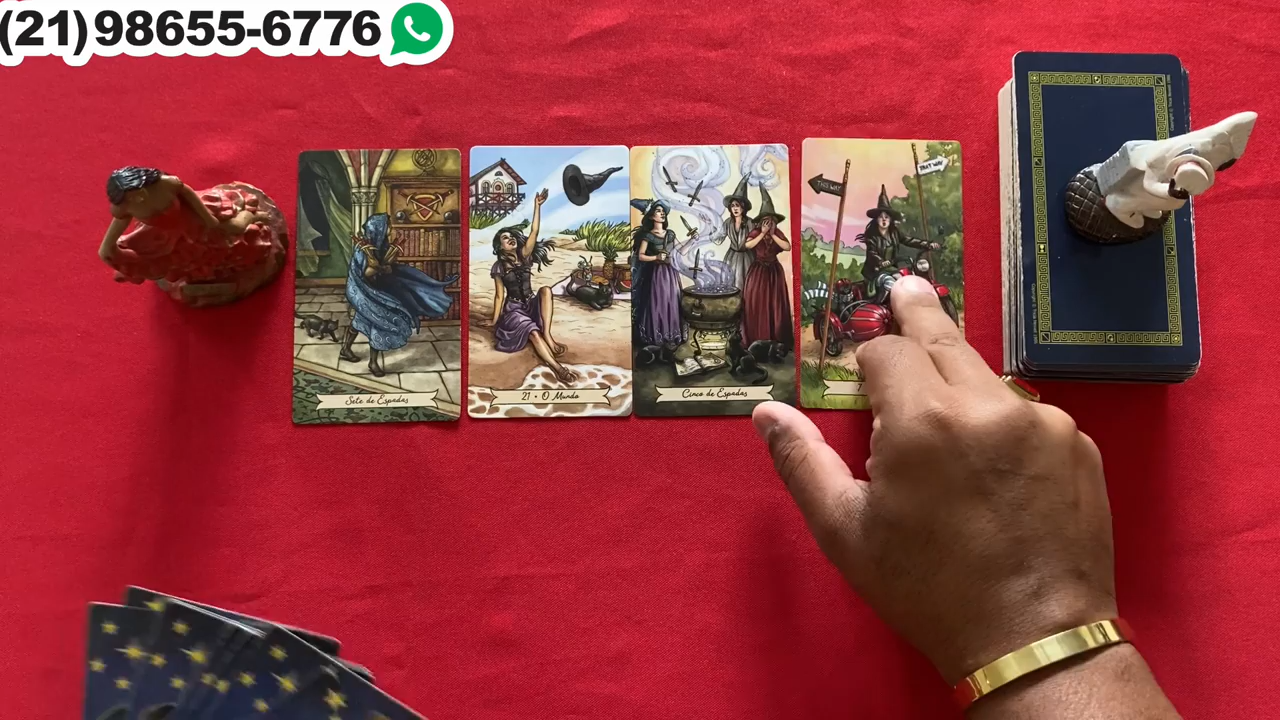 (21)98655-6776
THIS WAY
THAT WAY
Sete de Espadas
21 • O Mundo
Cinco de Espadas